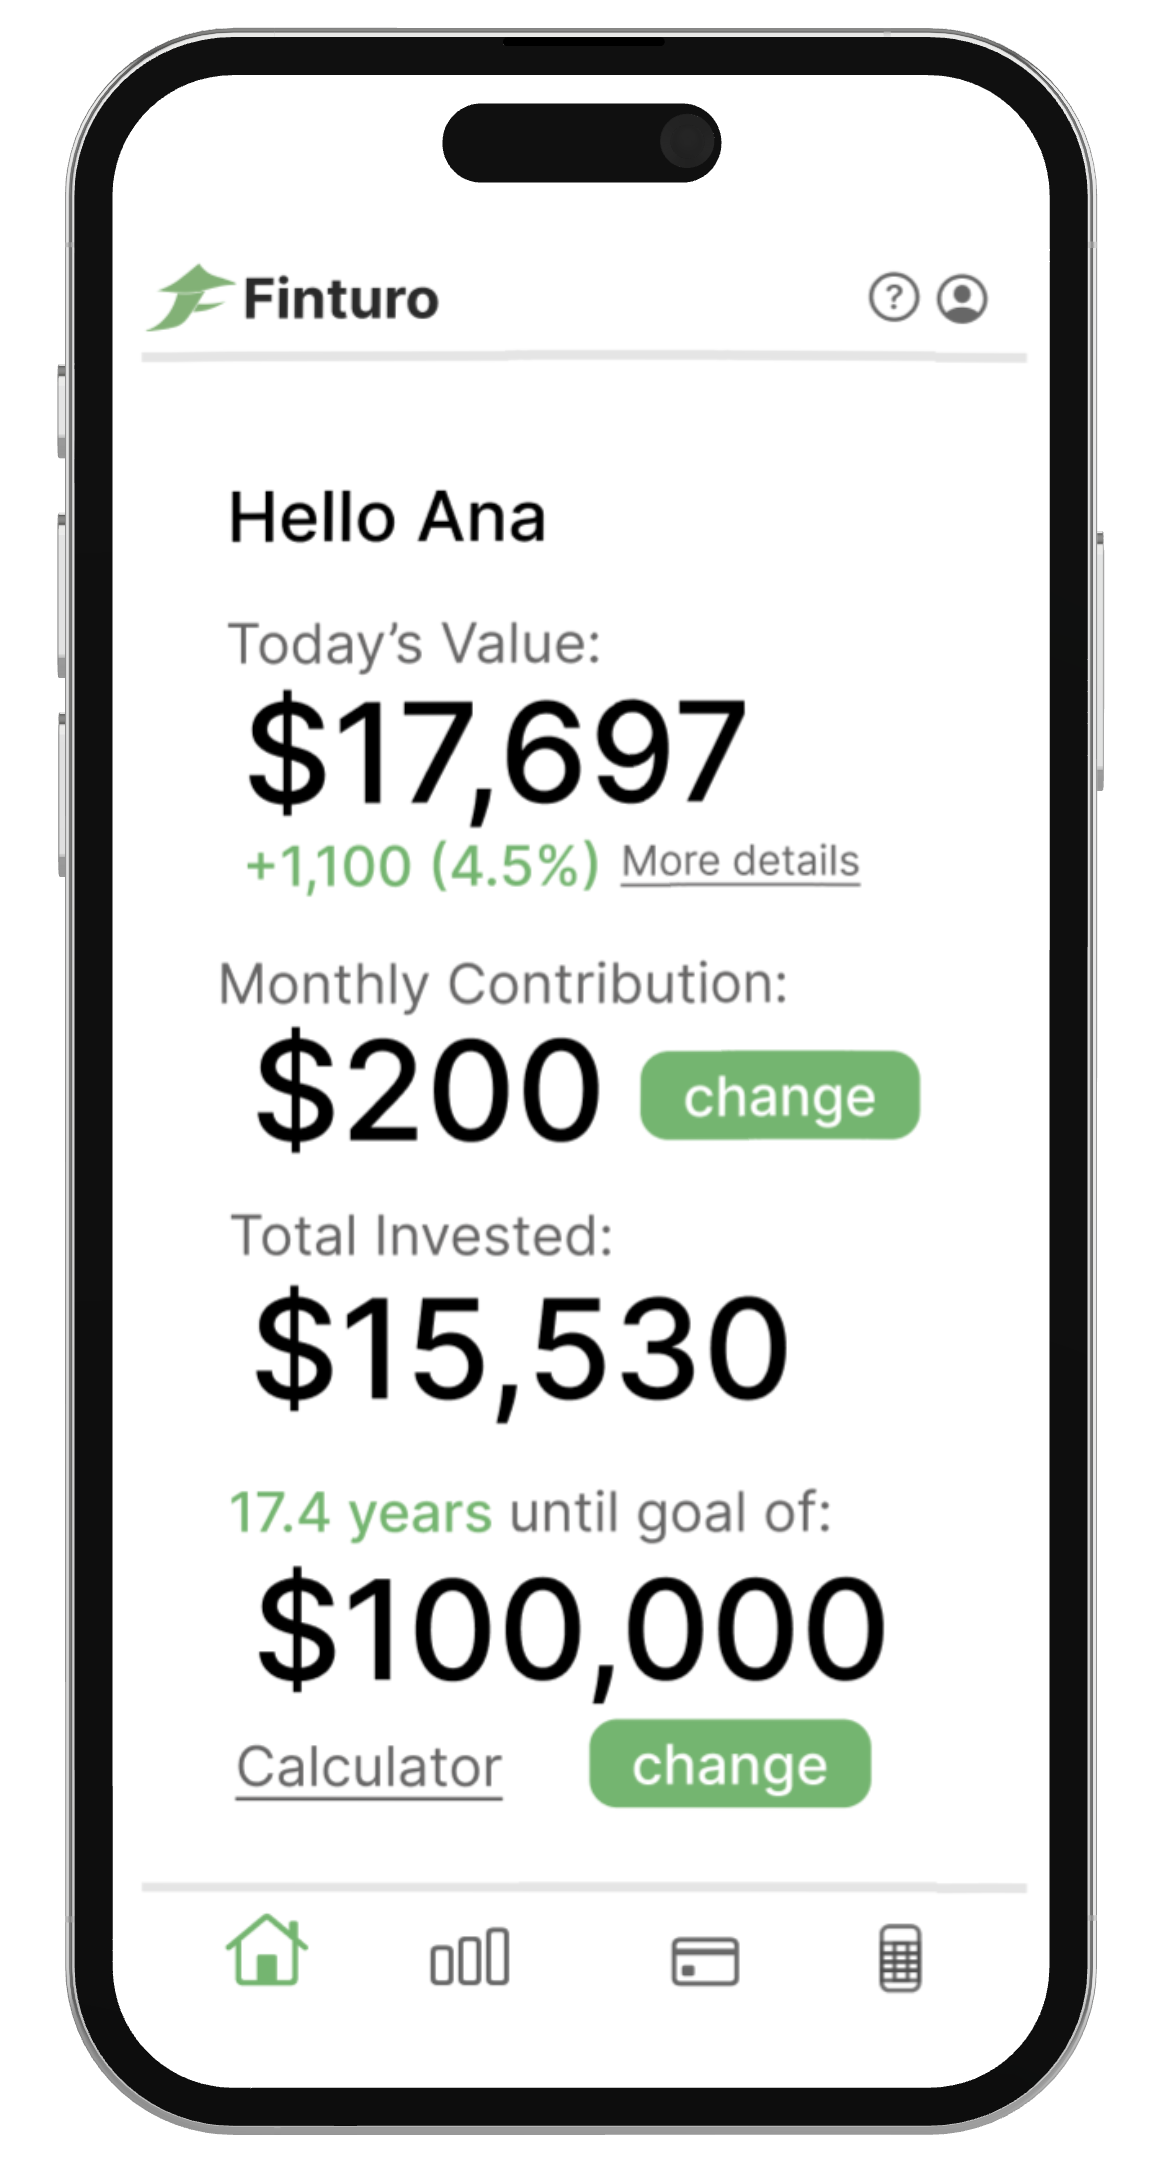 Finturo
?
Hello Ana
Today’s Value:
$17,697
+1,100 (4.5%) More details
Monthly Contribution:
$200 change
Total Invested:
$15,530
17.4 years until goal of:
$100,000
Calculator change